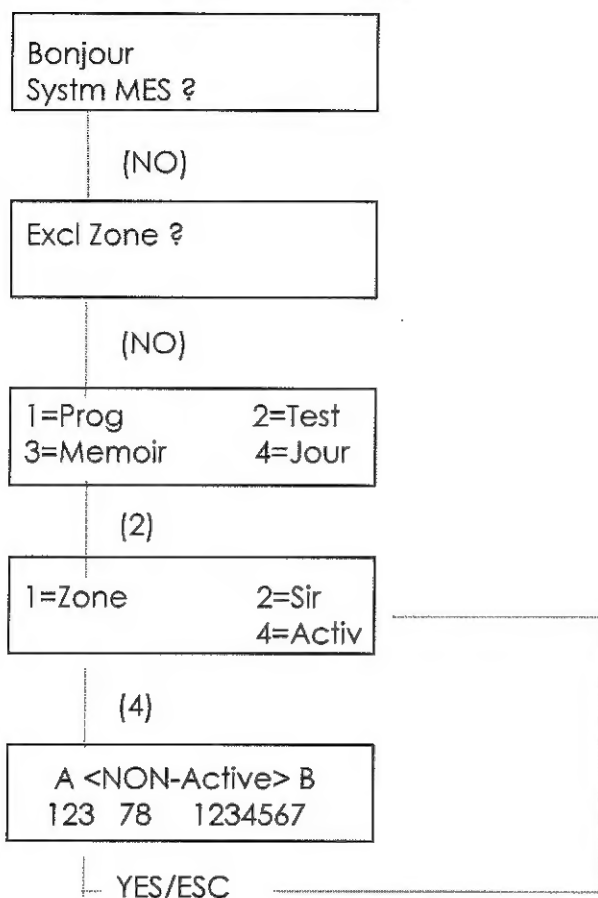 Bonjour
Systm MES ?
(NO)
Excl Zone ?
(NO)
1=Prog 2=Test
3=Memoir 4=Jour
(2)
1=Zone 2=Sir
4=Activ
(4)
A <NON-Active> B
123 78 1234567
YES/ESC